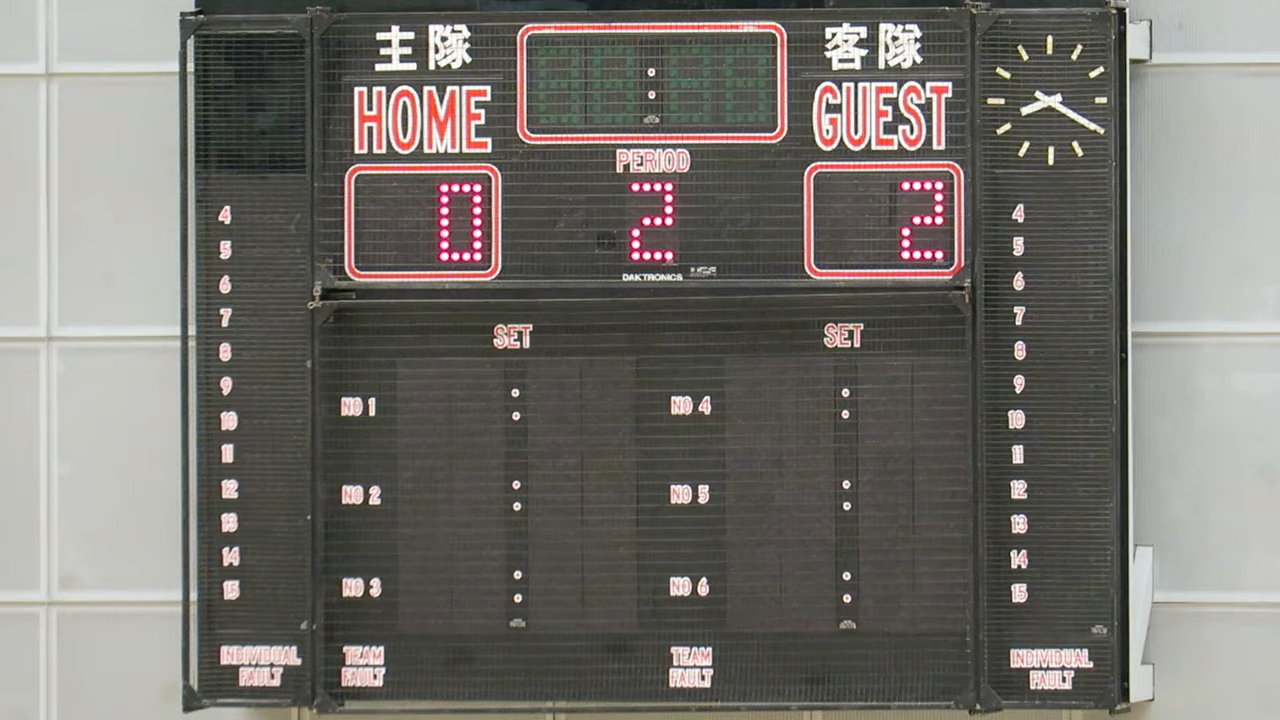 主隊
客隊
HOME
GUEST
PERIOD
0
2
2
DAKTRONICS
4
5
6
7
8
9
10
11
12
13
14
15
INDIVIDUAL
FAULT
SET
SET
NO 1
NO 4
NO 2
NO 5
NO 3
NO 6
TEAM
FAULT
TEAM
FAULT
4
5
6
7
8
9
10
11
12
13
14
15
INDIVIDUAL
FAULT